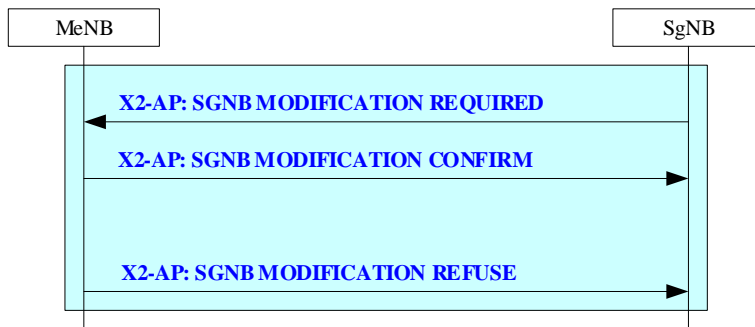 MeNB
SgNB
X2-AP: SGNB MODIFICATION REQUIRED
X2-AP: SGNB MODIFICATION CONFIRM
X2-AP: SGNB MODIFICATION REFUSE